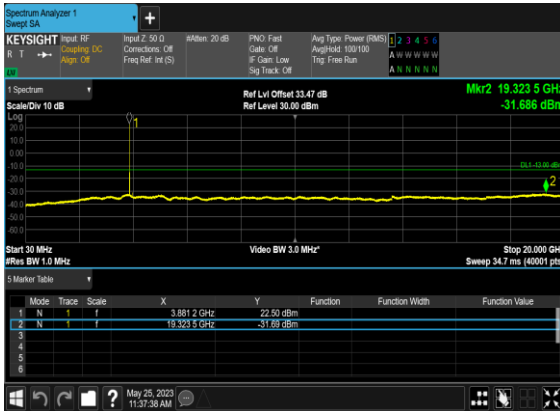 Spectrum Analyzer 1
Swept SA
+
KEYSIGHT Input: RF Input Z: 50 Ω #Atten: 20 dB PNO: Fast Avg Type: Power (RMS) 1 2 3 4 5 6
R T Coupling: DC Corrections: Off Gate: Off Avg|Hold: 100/100 A W W W W W
Align: Off Freq Ref: Int (S) IF Gain: Low Trig: Free Run
Sig Track: Off A N N N N N
LXI
1 Spectrum Ref Lvl Offset 33.47 dB Mkr2 19.323 5 GHz
Scale/Div 10 dB Ref Level 30.00 dBm -31.686 dBm
Log
20.0
10.0
0.00
-10.0
-20.0
-30.0
-40.0
-50.0
-60.0
1
DL1 -13.00 dBm
2
Start 30 MHz Video BW 3.0 MHz* Stop 20.000 GH
#Res BW 1.0 MHz Sweep 34.7 ms (40001 pts
5 Marker Table
Mode Trace Scale X Y Function Function Width Function Value
1 N 1 f 3.881 2 GHz 22.50 dBm
2 N 1 f 19.323 5 GHz -31.69 dBm
3
4
5
6
? May 25, 2023
11:37:38 AM